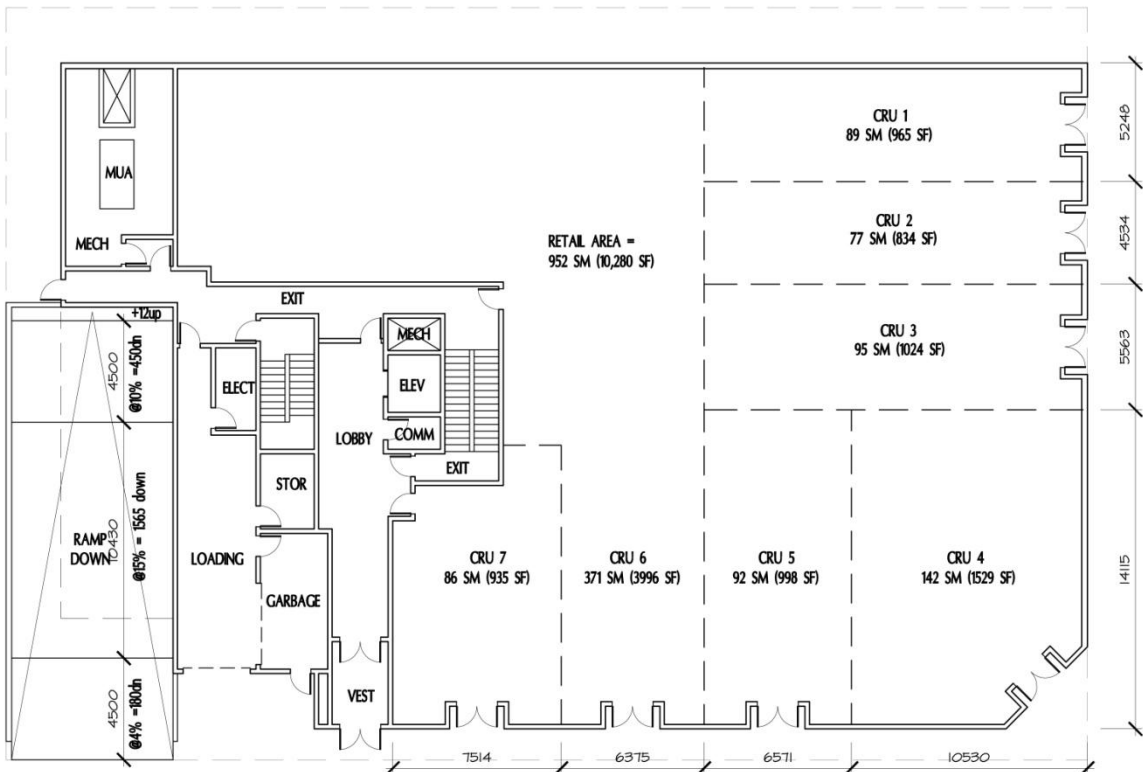 CRU 1
89 SM (965 SF)
5248
MUA
CRU 2
77 SM (834 SF)
4534
RETAIL AREA =
952 SM (10,280 SF)
MECH
EXIT
+12up
MECH
CRU 3
95 SM (1024 SF)
5563
4500
@10% =450dn
ELECT
ELEV
LOBBY
COMM
EXIT
STOR
RAMP
DOWN
10430
@15% = 1565 down
LOADING
GARBAGE
CRU 7
86 SM (935 SF)
CRU 6
371 SM (3996 SF)
CRU 5
92 SM (998 SF)
CRU 4
142 SM (1529 SF)
14115
4500
@4% =180dn
VEST
7514
6375
6571
10530